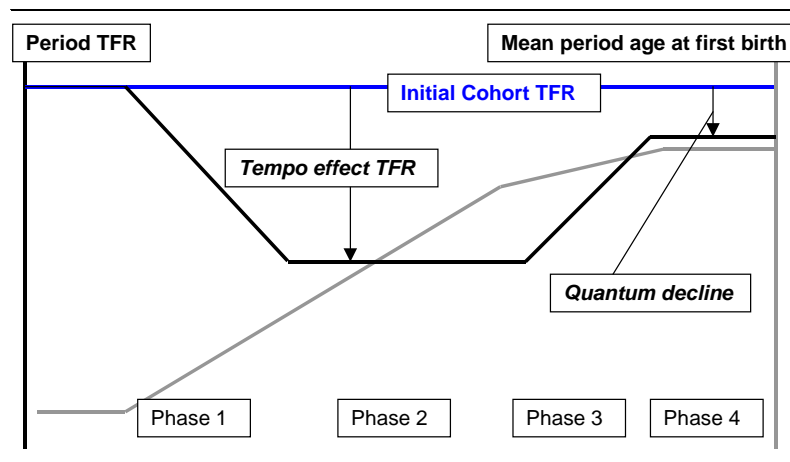 Period TFR
Mean period age at first birth
Initial Cohort TFR
Tempo effect TFR
Quantum decline
Phase 1
Phase 2
Phase 3
Phase 4